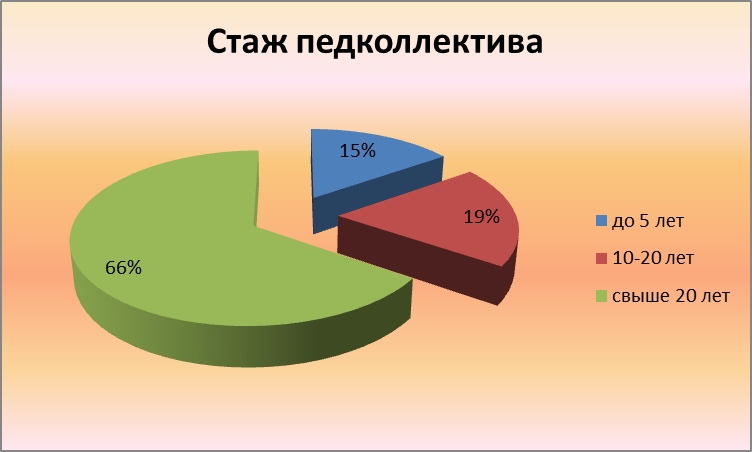 Стаж педколлектива
15%
19%
66%
до 5 лет
10-20 лет
свыше 20 лет